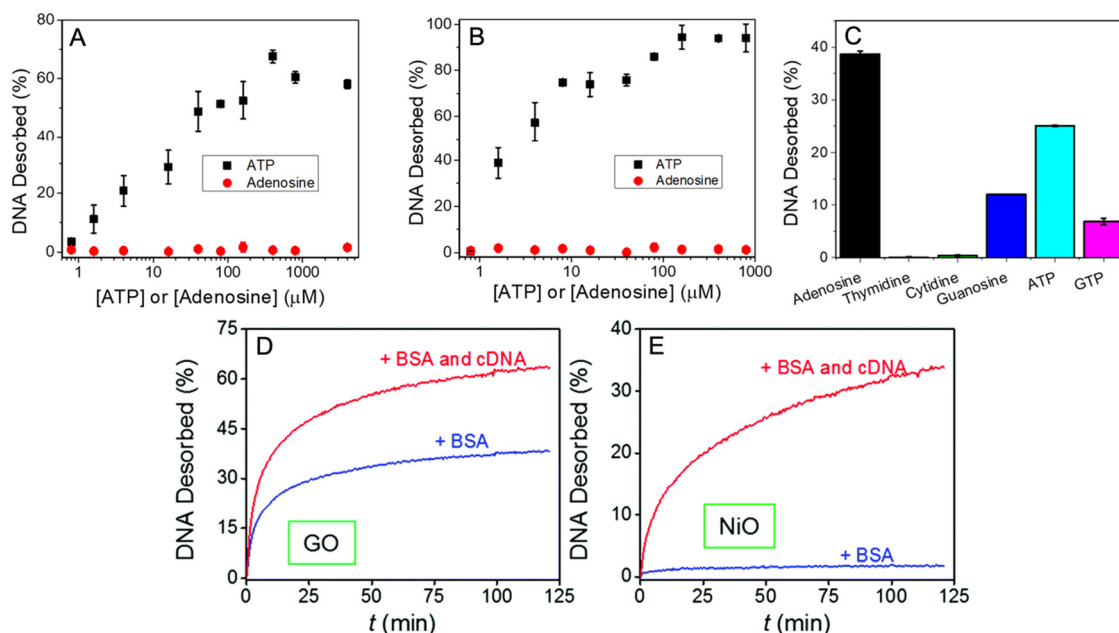 A
DNA Desorbed (%)
80
60
40
20
0
ATP
Adenosine
1
10
100
1000
[ATP] or [Adenosine] (μM)
B
DNA Desorbed (%)
100
80
60
40
20
0
ATP
Adenosine
1
10
100
1000
[ATP] or [Adenosine] (μM)
C
DNA Desorbed (%)
40
30
20
10
0
Adenosine
Thymidine
Cytidine
Guanosine
ATP
GTP
D
DNA Desorbed (%)
75
60
45
30
15
0
+ BSA and cDNA
+ BSA
GO
0
25
50
75
100
125
t (min)
E
DNA Desorbed (%)
40
30
20
10
0
+ BSA and cDNA
NiO
+ BSA
0
25
50
75
100
125
t (min)